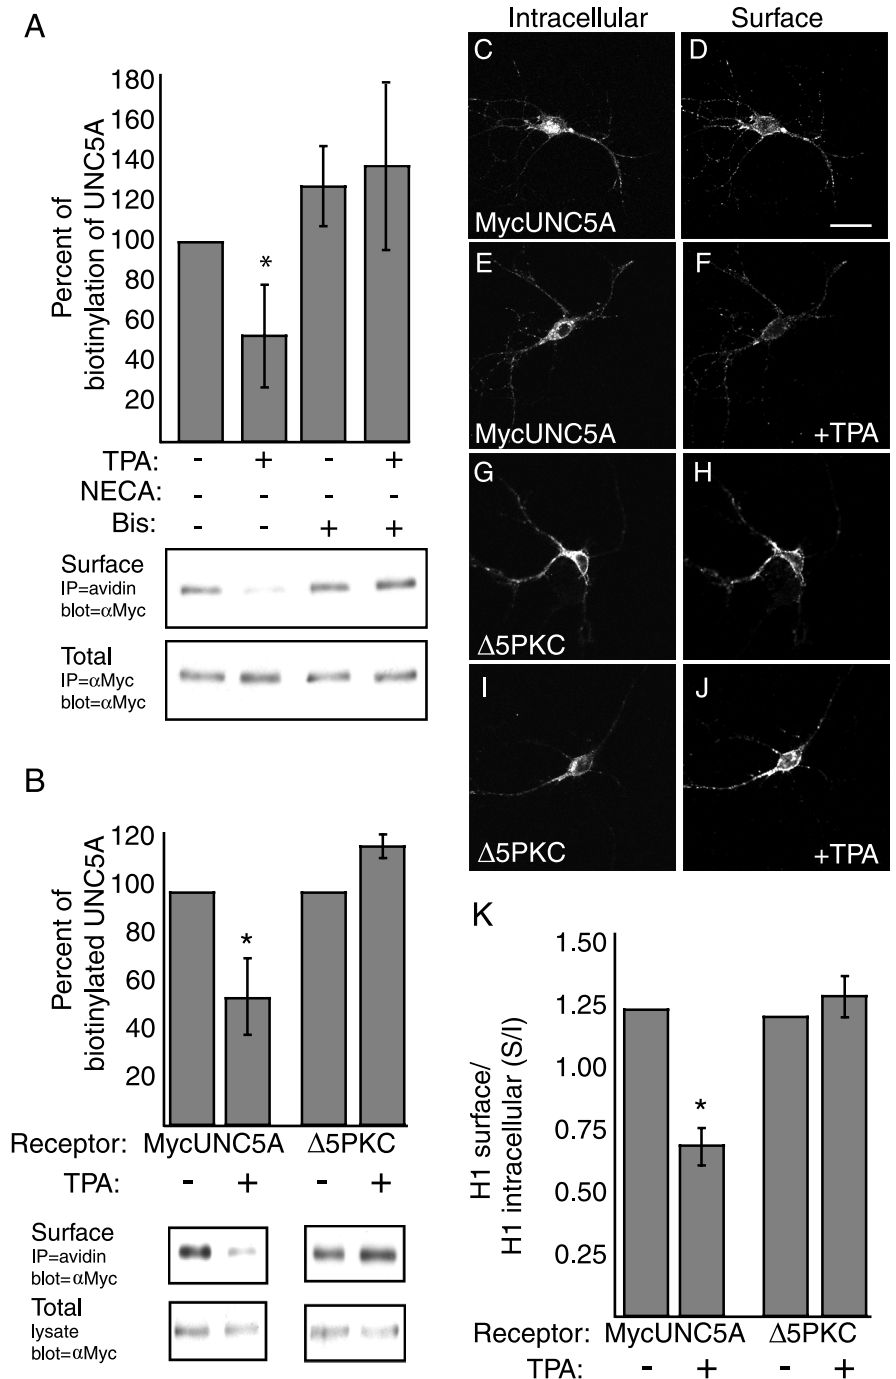 A
Percent of
biotinylation of UNC5A
180
160
140
120
100
80
60
40
20
*
TPA: - + - +
NECA: - - - -
Bis: - - + +
Surface
IP=avidin
blot=αMyc
Total
IP=αMyc
blot=αMyc
B
Percent of
biotinylated UNC5A
120
100
80
60
40
20
*
Receptor: MycUNC5A Δ5PKC
TPA: - + - +
Surface
IP=avidin
blot=αMyc
Total
lysate
blot=αMyc
Intracellular Surface
C D
MycUNC5A
E F
MycUNC5A +TPA
G H
Δ5PKC
I J
Δ5PKC +TPA
K
H1 surface/
H1 intracellular (S/I)
1.50
1.25
1.00
0.75
0.50
0.25
*
Receptor: MycUNC5A Δ5PKC
TPA: - + - +